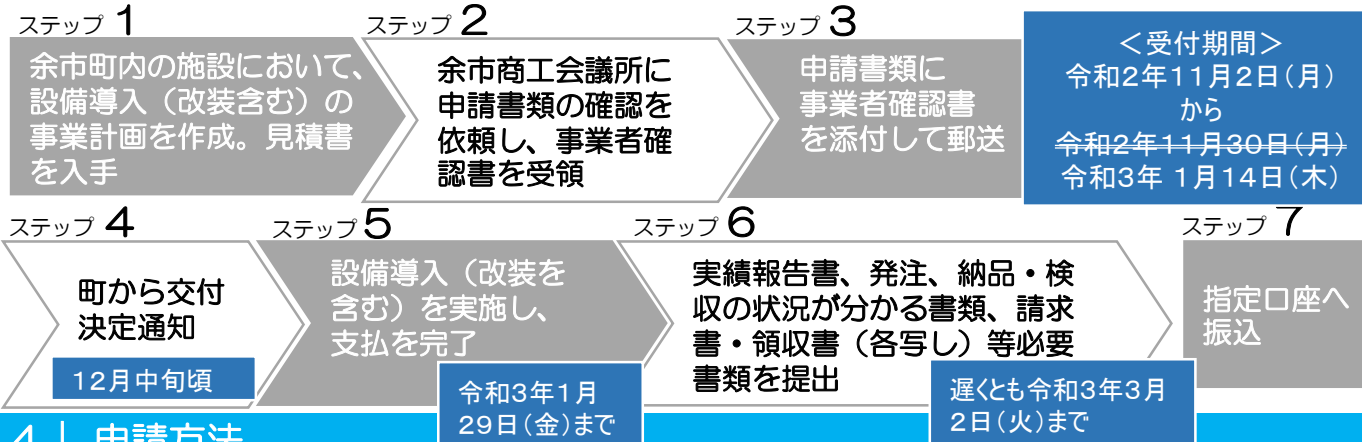 ステップ 1
余市町内の施設において、
設備導入（改装含む）の
事業計画を作成。見積書
を入手
ステップ 2
余市商工会議所に
申請書類の確認を
依頼し、事業者確
認書を受領
ステップ 3
申請書類に
事業者確認書
を添付して郵送
＜受付期間＞
令和2年11月2日(月)
から
令和2年11月30日(月)
令和3年 1月14日(木)
ステップ 4
町から交付
決定通知
12月中旬頃
ステップ 5
設備導入（改装を
含む）を実施し、
支払を完了
令和3年1月
29日(金)まで
ステップ 6
実績報告書、発注、納品・検
収の状況が分かる書類、請求
書・領収書（各写し）等必要
書類を提出
遅くとも令和3年3月
2日(火)まで
ステップ 7
指定口座へ
振込
4｜ 申請方法